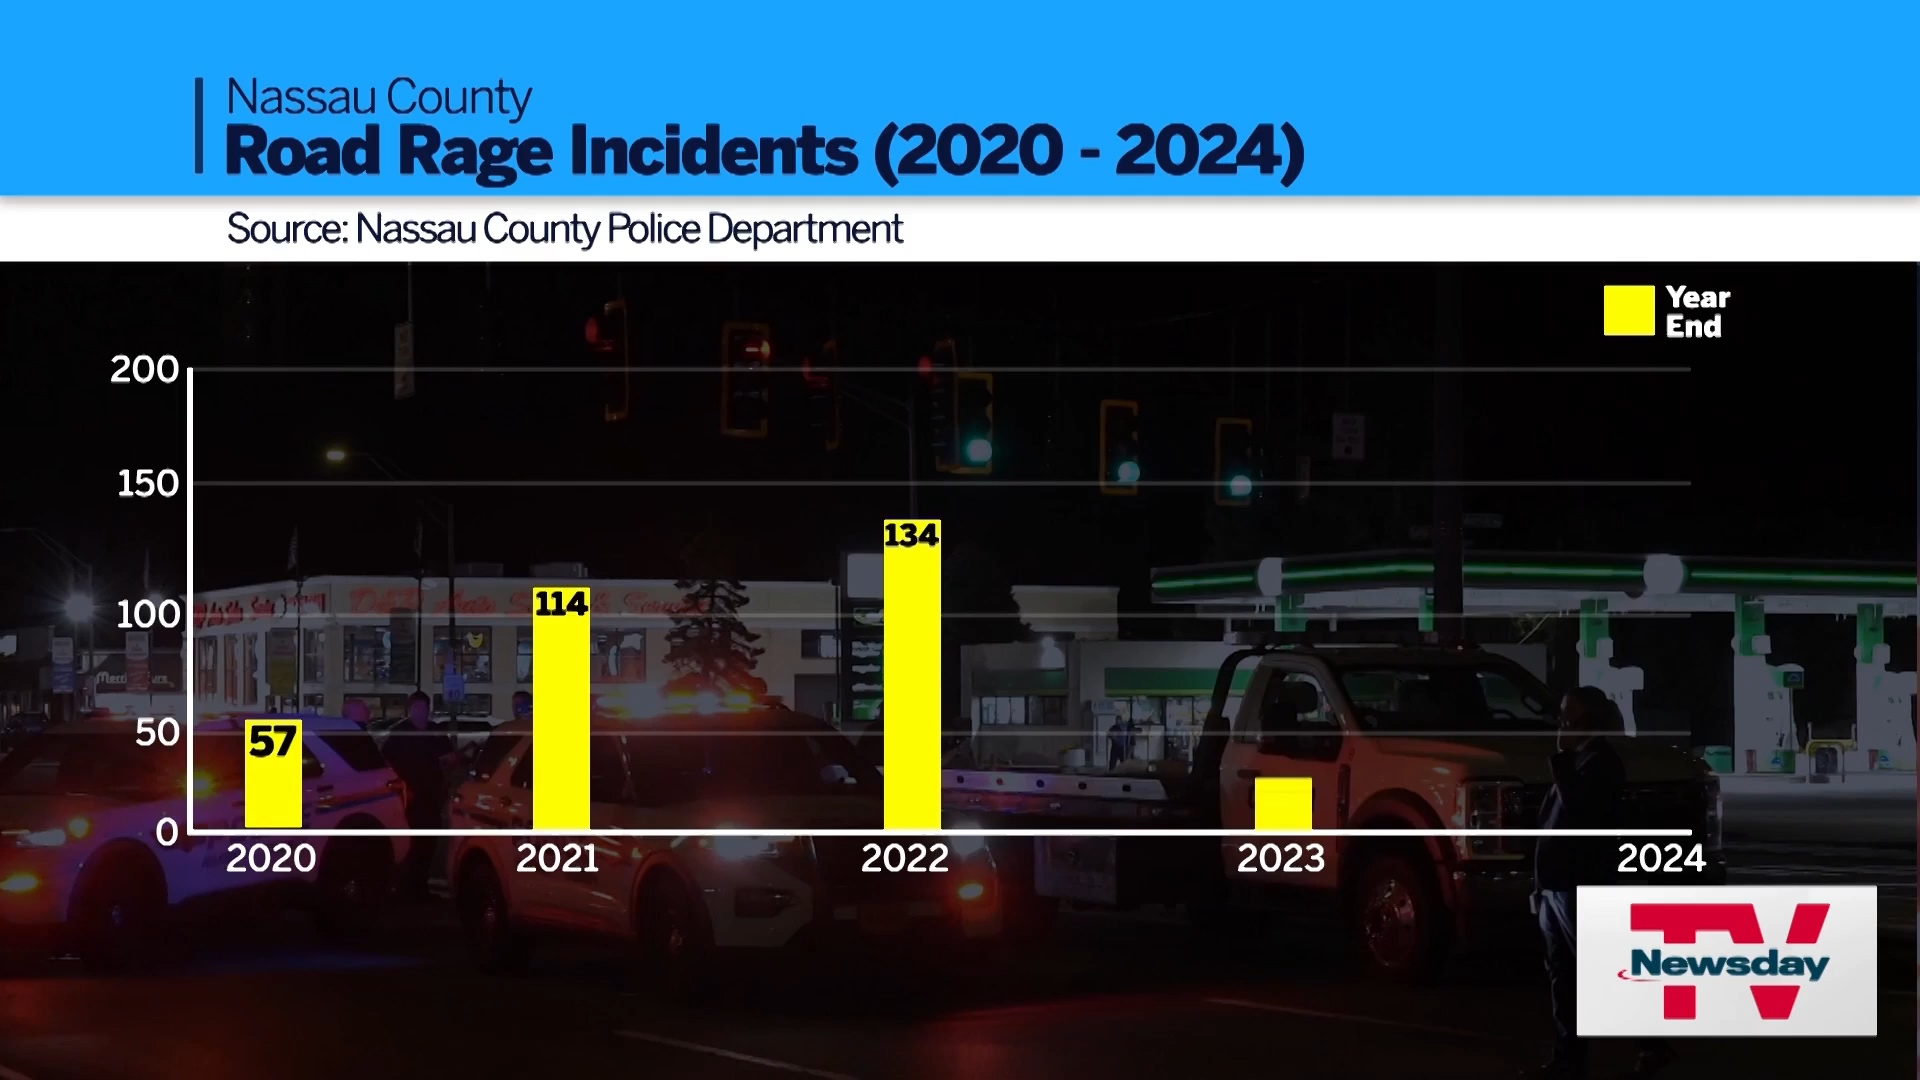 Nassau County
Road Rage Incidents (2020 - 2024)
Source: Nassau County Police Department
Year
End
200
150
134
114
100
57
50
0
2020 2021 2022 2023 2024
TV
Newsday